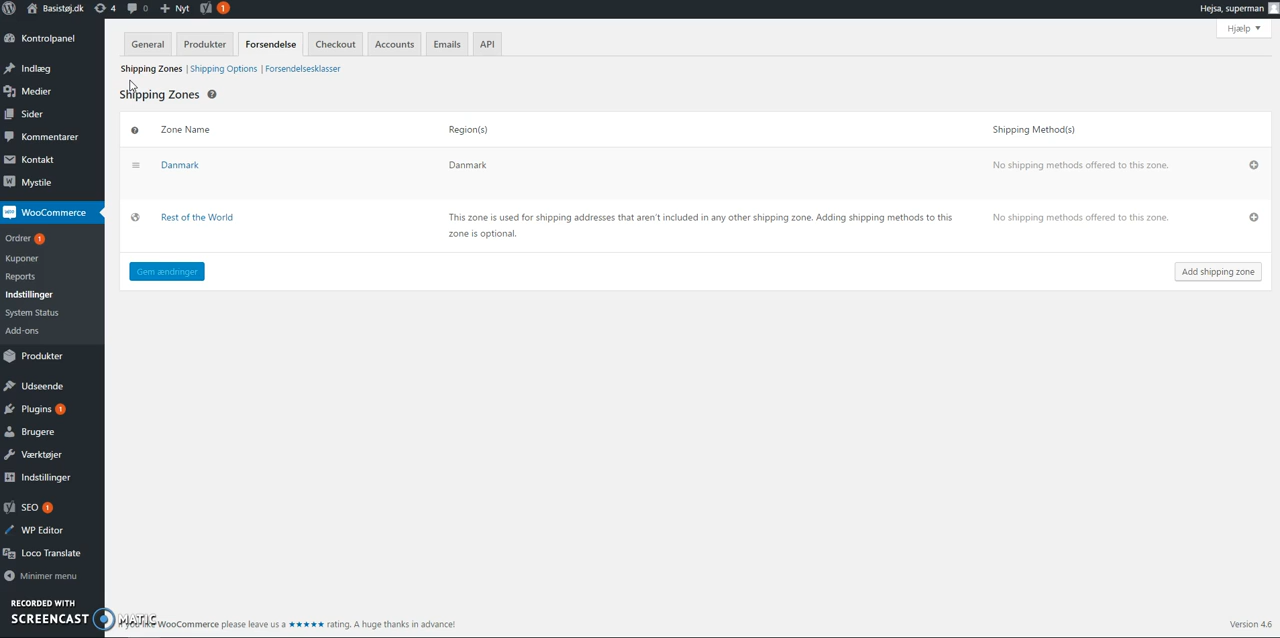 Basistøj.dk 4 0 Nyt 1 Hejsa, superman
Hjælp ▼
Kontrolpanel
Indlæg
Medier
Sider
Kommentarer
Kontakt
Mystile
WooCommerce
Ordrer 1
Kuponer
Reports
Indstillinger
System Status
Add-ons
Produkter
Udseende
Plugins 1
Brugere
Værktøjer
Indstillinger
SEO 1
WP Editor
Loco Translate
Minimer menu
General Produkter Forsendelse Checkout Accounts Emails API
Shipping Zones | Shipping Options | Forsendelsesklasser
Shipping Zones ?
? Zone Name Region(s) Shipping Method(s)
Danmark Danmark No shipping methods offered to this zone.
Rest of the World This zone is used for shipping addresses that aren't included in any other shipping zone. Adding shipping methods to this No shipping methods offered to this zone.
zone is optional.
Gem ændringer Add shipping zone
RECORDED WITH
SCREENCAST MATIC
If you like WooCommerce please leave us a ★★★★★ rating. A huge thanks in advance! Version 4.6